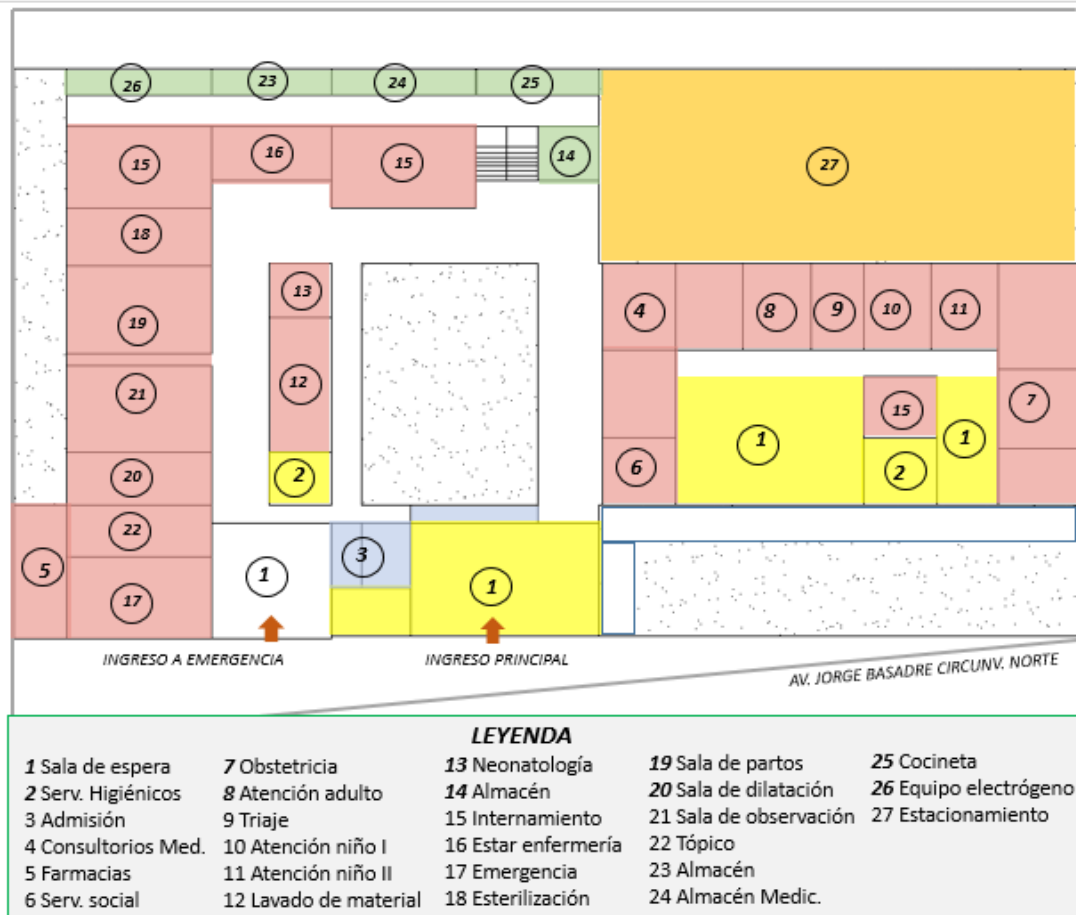 26 23 24 25
15 16 15 14 27
18
13
4 8 9 10 11
19
12
21 15 7
1 1
2 6 2
20
22
5 3
1 1
17
INGRESO A EMERGENCIA INGRESO PRINCIPAL
AV. JORGE BASADRE CIRCUNV. NORTE
LEYENDA
1 Sala de espera
2 Serv. Higiénicos
3 Admisión
4 Consultorios Med.
5 Farmacias
6 Serv. social
7 Obstetricia
8 Atención adulto
9 Triaje
10 Atención niño I
11 Atención niño II
12 Lavado de material
13 Neonatología
14 Almacén
15 Internamiento
16 Estar enfermería
17 Emergencia
18 Esterilización
19 Sala de partos
20 Sala de dilatación
21 Sala de observación
22 Tópico
23 Almacén
24 Almacén Medic.
25 Cocineta
26 Equipo electrógeno
27 Estacionamiento